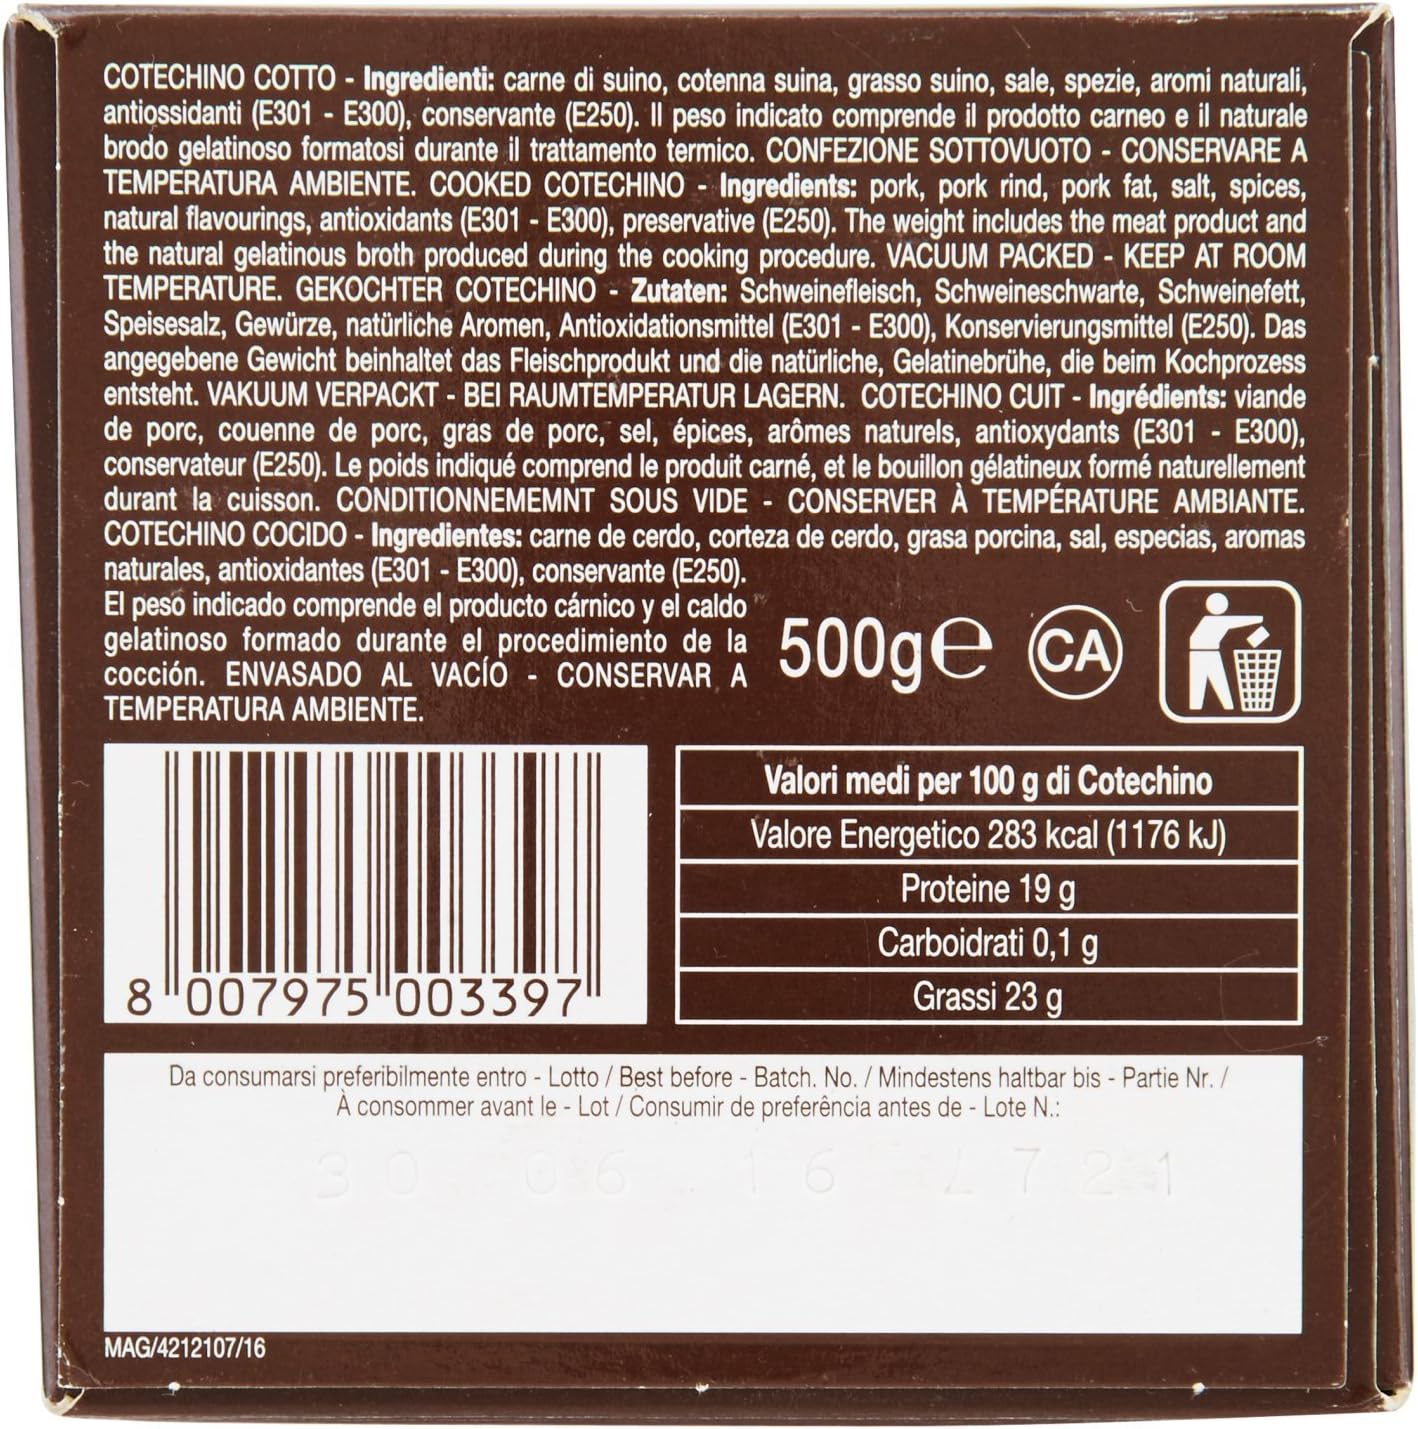 COTECHINO COTTO - Ingredienti: carne di suino, cotenna suina, grasso suino, sale, spezie, aromi naturali,
antiossidanti (E301 - E300), conservante (E250). Il peso indicato comprende il prodotto carneo e il naturale
brodo gelatinoso formatosi durante il trattamento termico. CONFEZIONE SOTTOVUOTO - CONSERVARE A
TEMPERATURA AMBIENTE. COOKED COTECHINO - Ingredients: pork, pork rind, pork fat, salt, spices,
natural flavourings, antioxidants (E301 - E300), preservative (E250). The weight includes the meat product and
the natural gelatinous broth produced during the cooking procedure. VACUUM PACKED - KEEP AT ROOM
TEMPERATURE. GEKOCHTER COTECHINO - Zutaten: Schweinefleisch, Schweineschwarte, Schweinefett,
Speisesalz, Gewürze, natürliche Aromen, Antioxidationsmittel (E301 - E300), Konservierungsmittel (E250). Das
angegebene Gewicht beinhaltet das Fleischprodukt und die natürliche, Gelatinebrühe, die beim Kochprozess
entsteht. VAKUUM VERPACKT - BEI RAUMTEMPERATUR LAGERN. COTECHINO CUIT - Ingrédients: viande
de porc, couenne de porc, gras de porc, sel, épices, arômes naturels, antioxydants (E301 - E300),
conservateur (E250). Le poids indiqué comprend le produit carné, et le bouillon gélatineux formé naturellement
durant la cuisson. CONDITIONNEMEMNT SOUS VIDE - CONSERVER À TEMPÉRATURE AMBIANTE.
COTECHINO COCIDO - Ingredientes: carne de cerdo, corteza de cerdo, grasa porcina, sal, especias, aromas
naturales, antioxidantes (E301 - E300), conservante (E250).
El peso indicado comprende el producto cárnico y el caldo
gelatinoso formado durante el procedimiento de la
cocción. ENVASADO AL VACÍO - CONSERVAR A
TEMPERATURA AMBIENTE.
500g℮ CA
8 007975 003397
Valori medi per 100 g di Cotechino
Valore Energetico 283 kcal (1176 kJ)
Proteine 19 g
Carboidrati 0,1 g
Grassi 23 g
Da consumarsi preferibilmente entro - Lotto / Best before - Batch. No. / Mindestens haltbar bis - Partie Nr. /
À consommer avant le - Lot / Consumir de preferência antes de - Lote N.:
30 06 16 L721
MAG/4212107/16